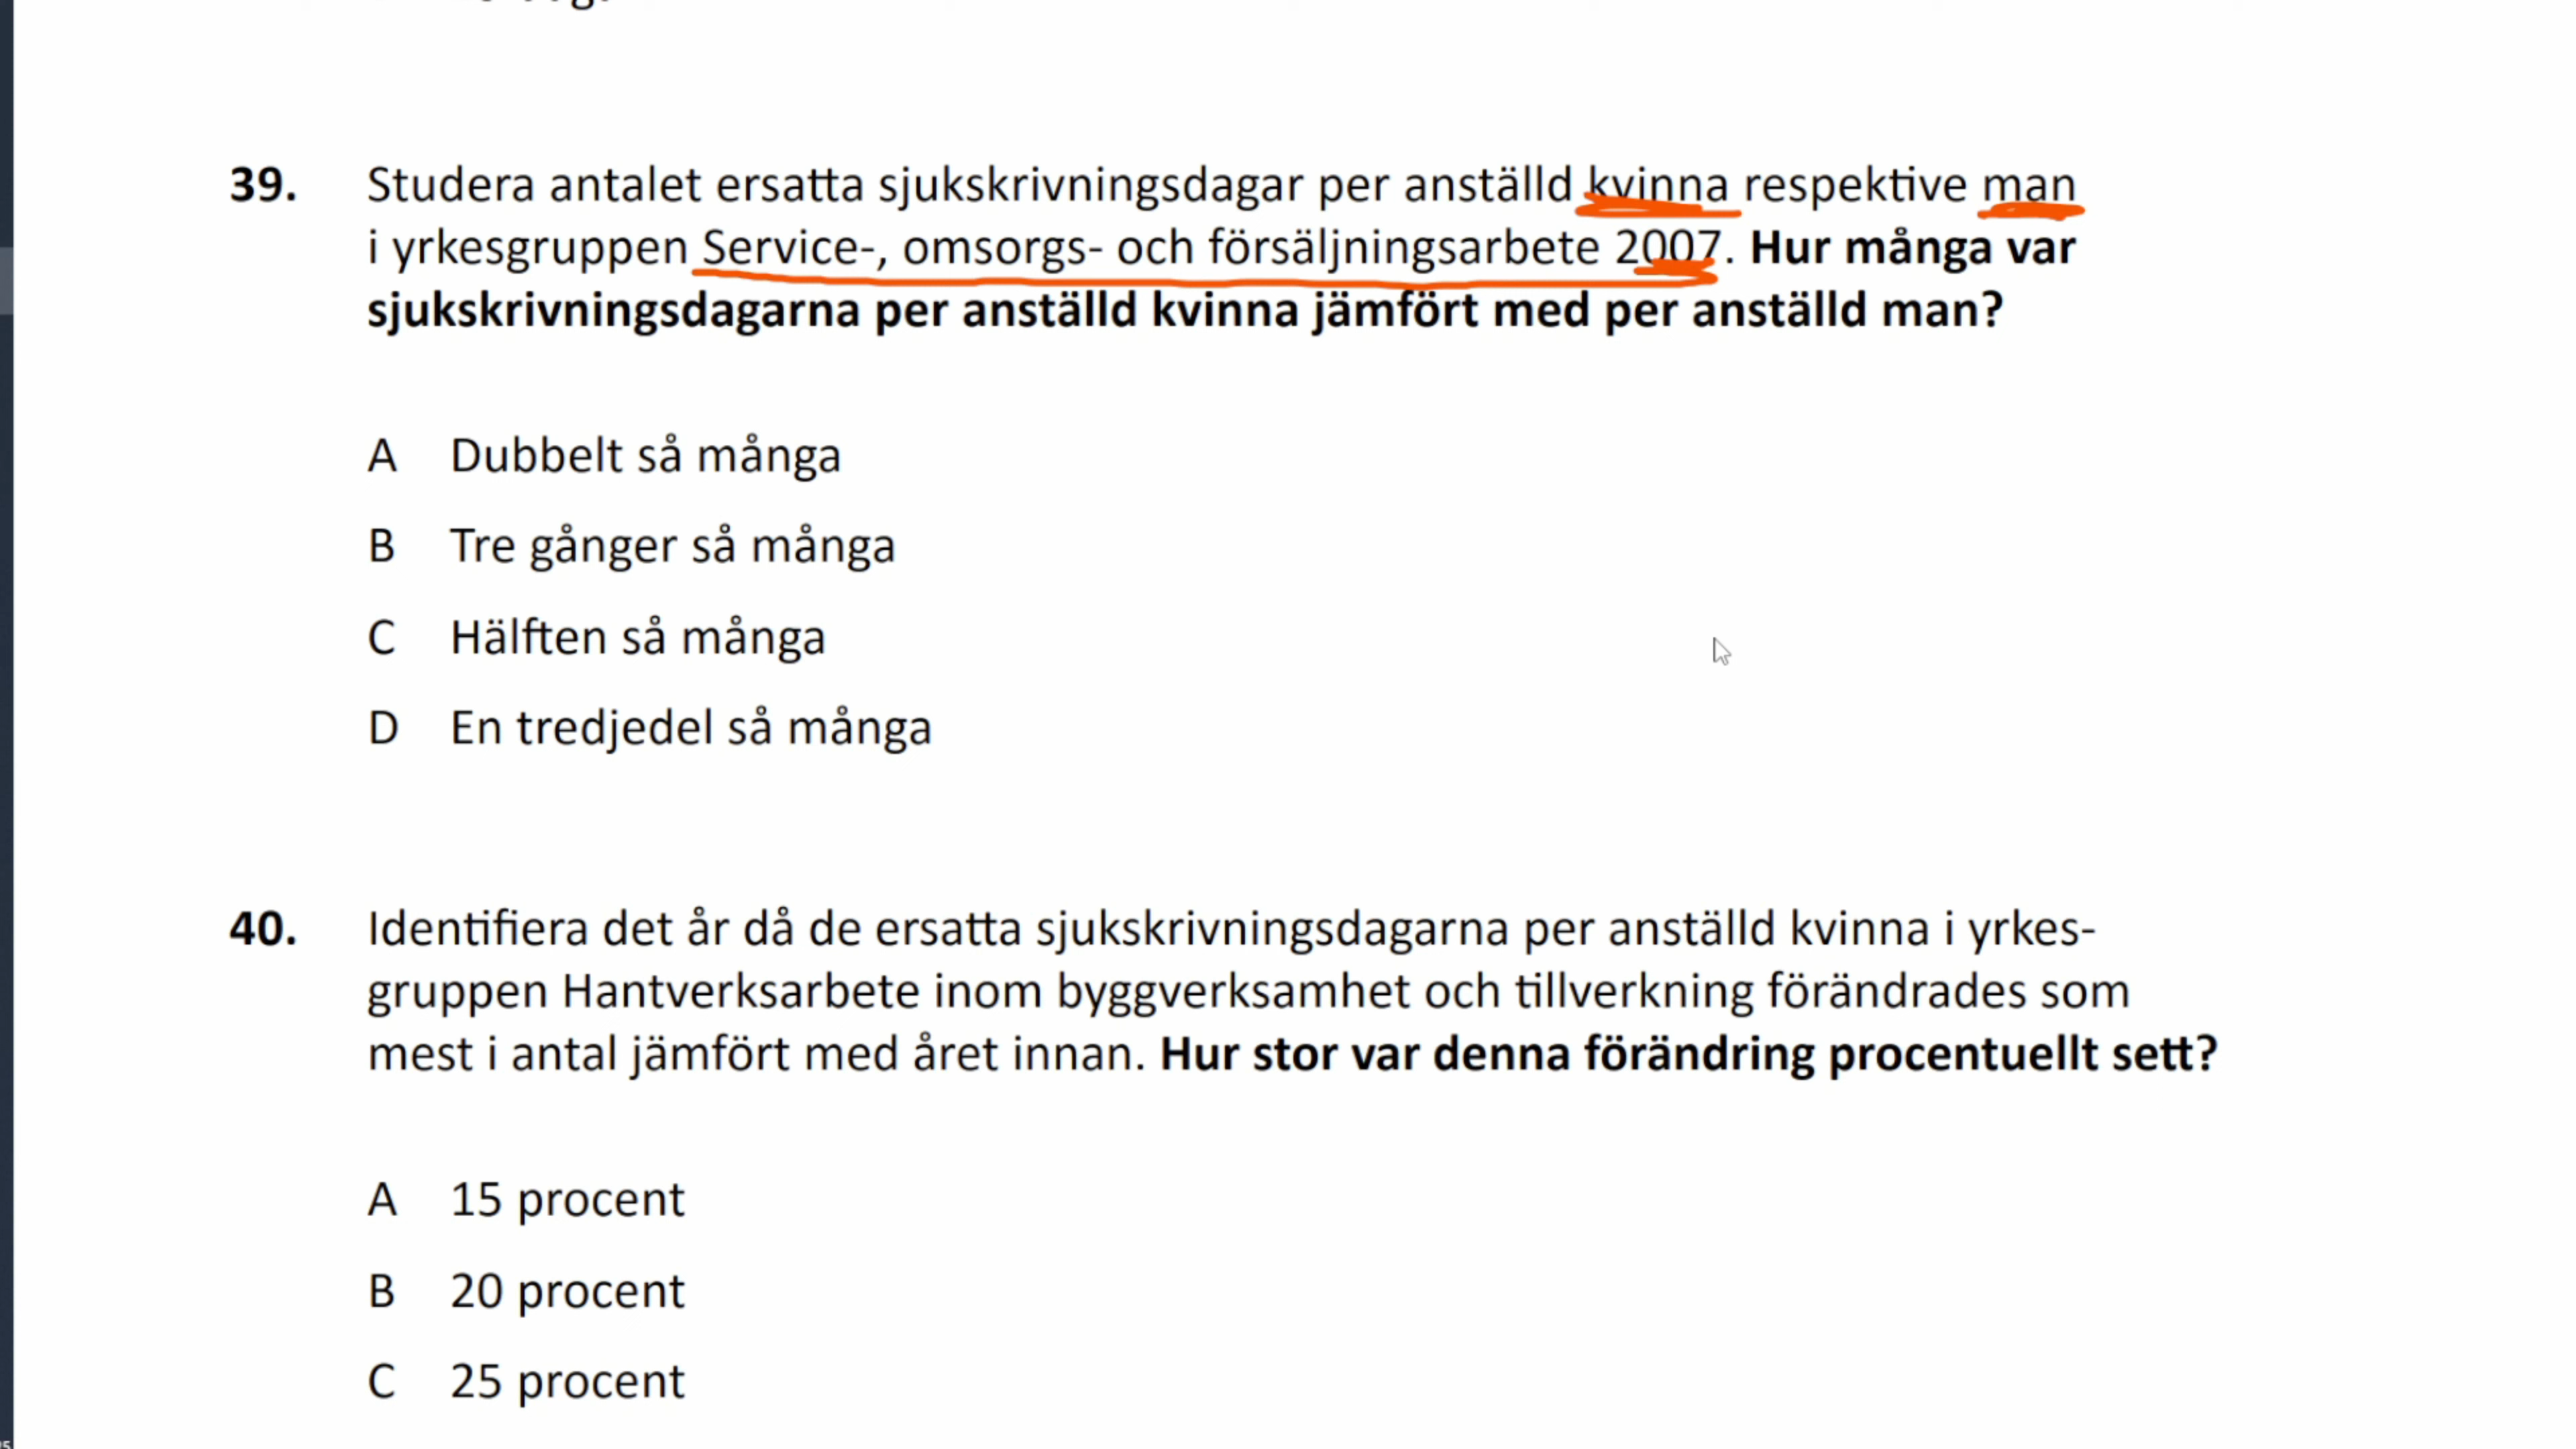 39. Studera antalet ersatta sjukskrivningsdagar per anställd kvinna respektive man
i yrkesgruppen Service-, omsorgs- och försäljningsarbete 2007. Hur många var
sjukskrivningsdagarna per anställd kvinna jämfört med per anställd man?
A Dubbelt så många
B Tre gånger så många
C Hälften så många
D En tredjedel så många
40. Identifiera det år då de ersatta sjukskrivningsdagarna per anställd kvinna i yrkes-
gruppen Hantverksarbete inom byggverksamhet och tillverkning förändrades som
mest i antal jämfört med året innan. Hur stor var denna förändring procentuellt sett?
A 15 procent
B 20 procent
C 25 procent